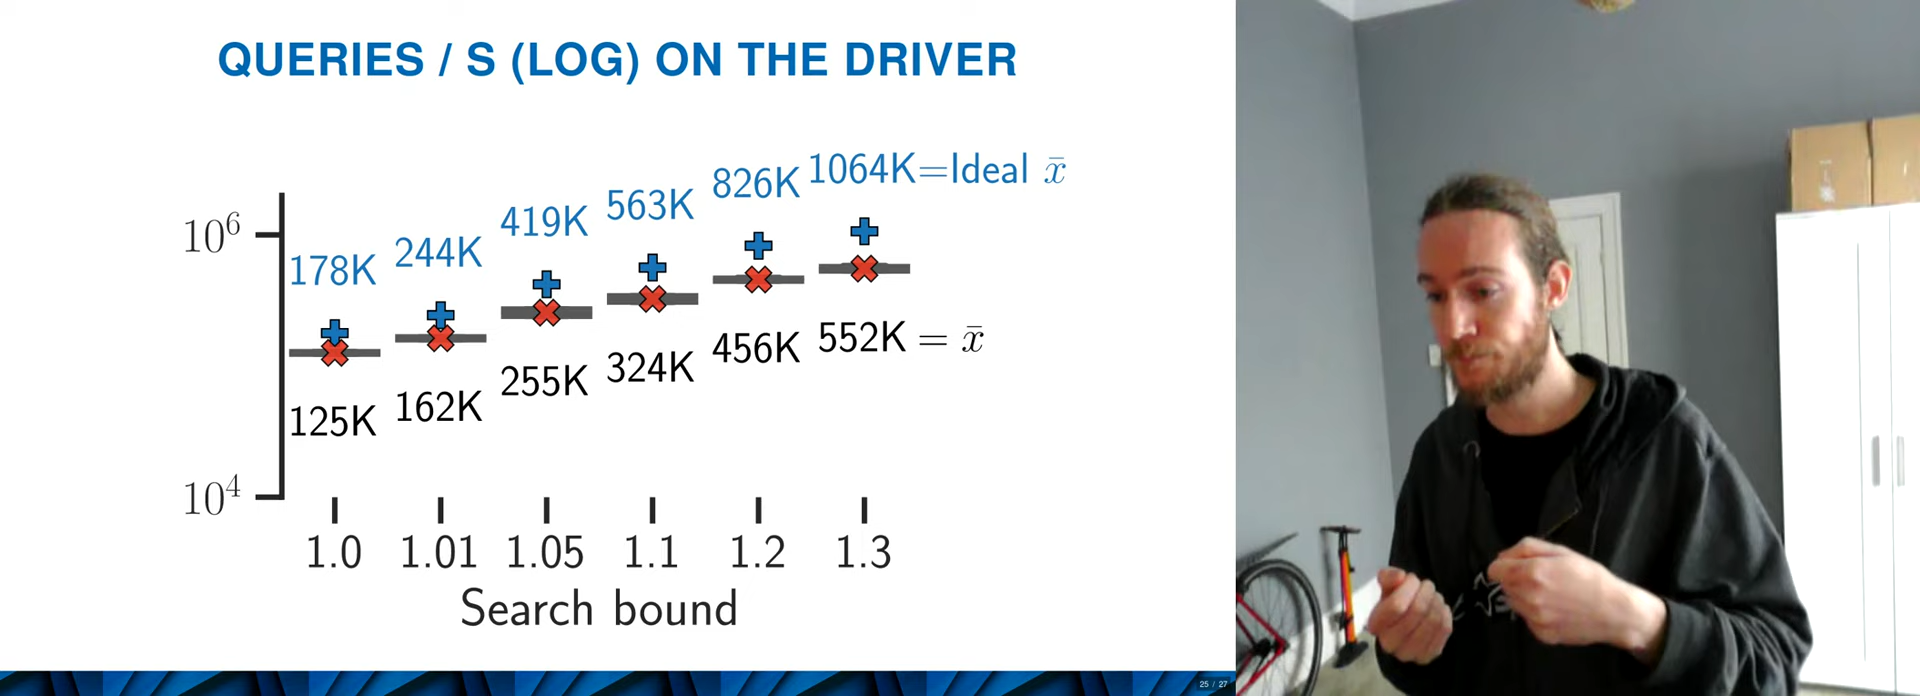 QUERIES / S (LOG) ON THE DRIVER
1064K=Ideal x̄
826K
563K
419K
244K
178K
10⁶
125K
162K
255K
324K
456K
552K = x̄
10⁴
1.0 1.01 1.05 1.1 1.2 1.3
Search bound
25 / 27